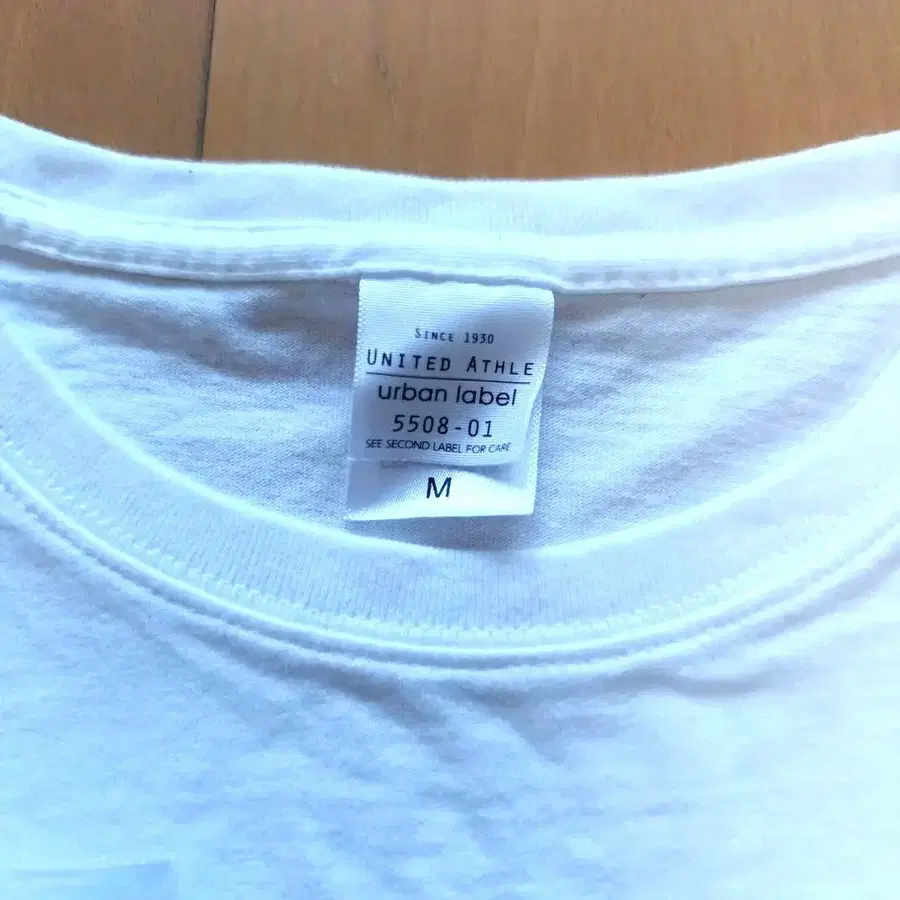 SINCE 1930
UNITED ATHLE
urban label
5508-01
SEE SECOND LABEL FOR CARE
M